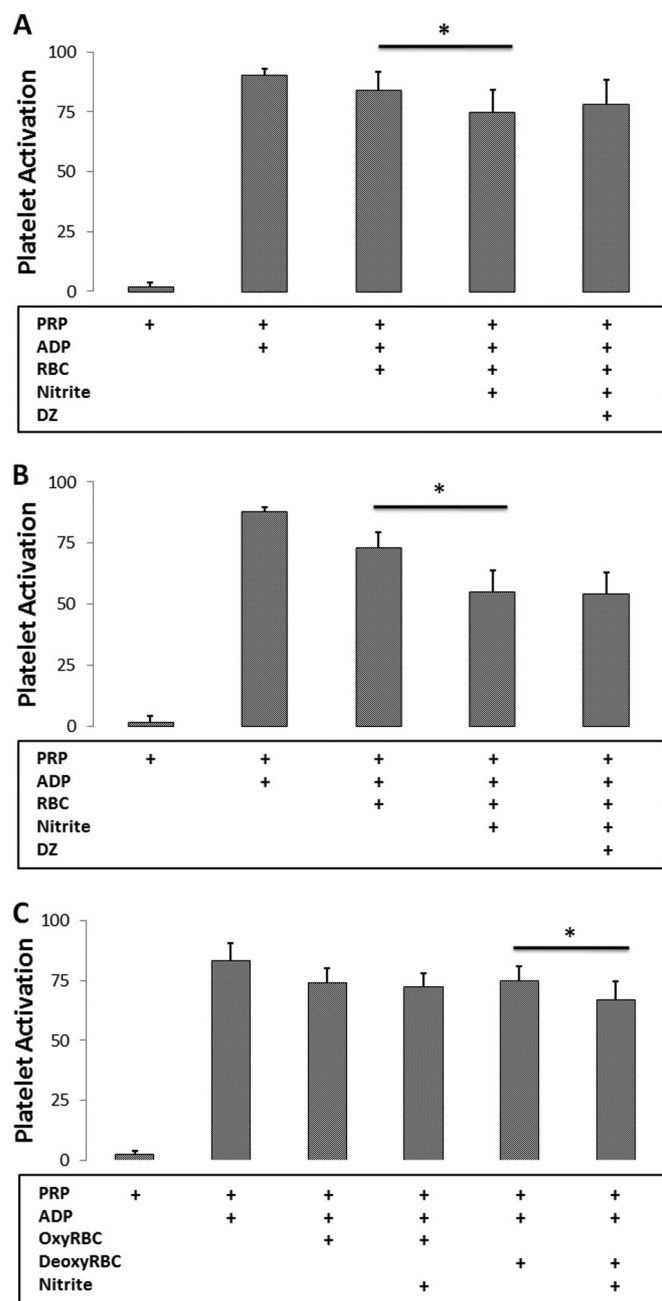 A
*
100
75
50
25
0
Platelet Activation
PRP + + + + +
ADP + + + +
RBC + + +
Nitrite + +
DZ +
B
*
100
75
50
25
0
Platelet Activation
PRP + + + + +
ADP + + + +
RBC + + +
Nitrite + +
DZ +
C
*
100
75
50
25
0
Platelet Activation
PRP + + + + + +
ADP + + + + +
OxyRBC + +
DeoxyRBC + +
Nitrite + +